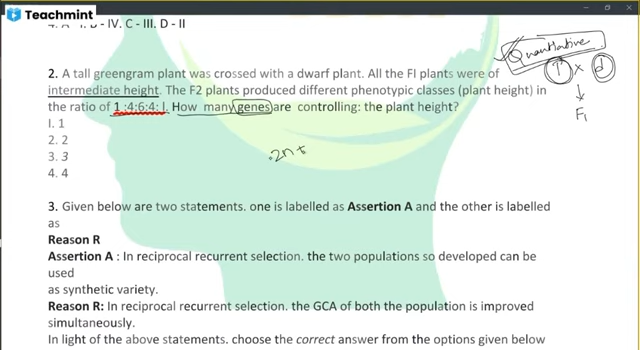 Teachmint
4. A - I. B - IV. C - III. D - II
Quantitative
2. A tall greengram plant was crossed with a dwarf plant. All the FI plants were of
intermediate height. The F2 plants produced different phenotypic classes (plant height) in
the ratio of 1 :4;6:4: I. How many genes are controlling: the plant height?
T × d
F₁
I. 1
2. 2
3. 3
4. 4
2n+
3. Given below are two statements. one is labelled as Assertion A and the other is labelled
as
Reason R
Assertion A : In reciprocal recurrent selection. the two populations so developed can be
used
as synthetic variety.
Reason R: In reciprocal recurrent selection. the GCA of both the population is improved
simultaneously.
In light of the above statements. choose the correct answer from the options given below